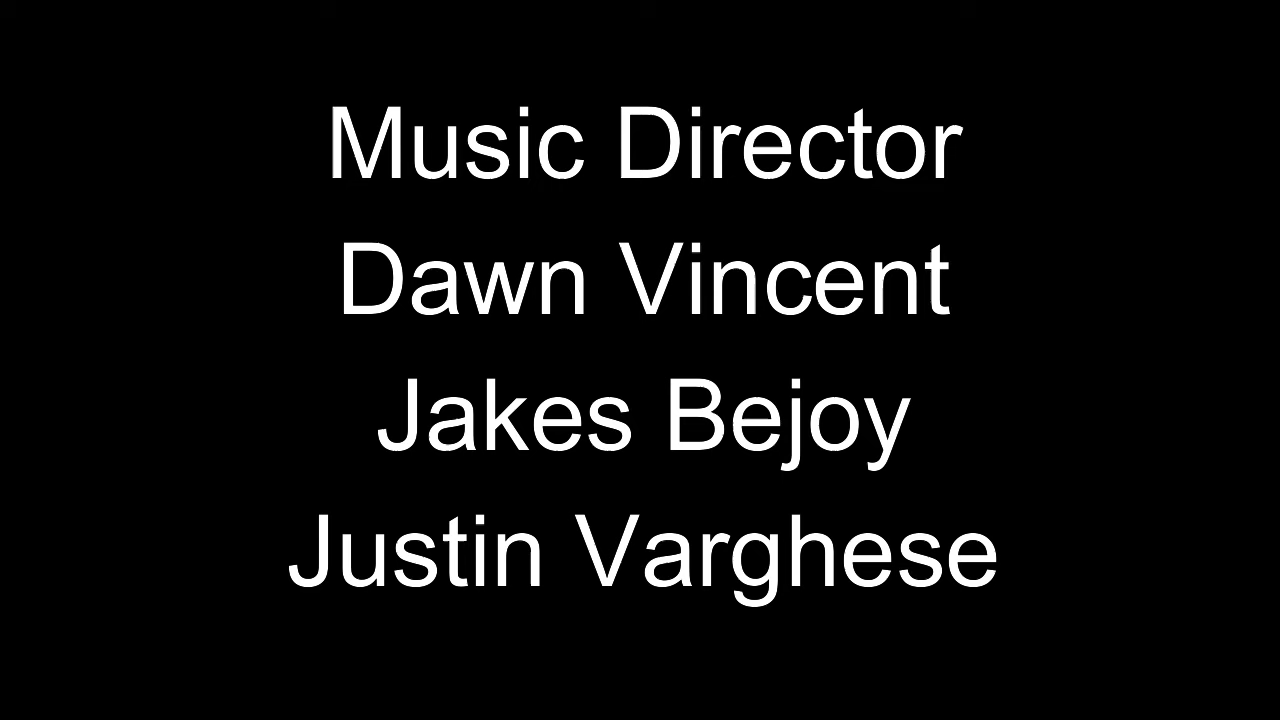 Music Director
Dawn Vincent
Jakes Bejoy
Justin Varghese